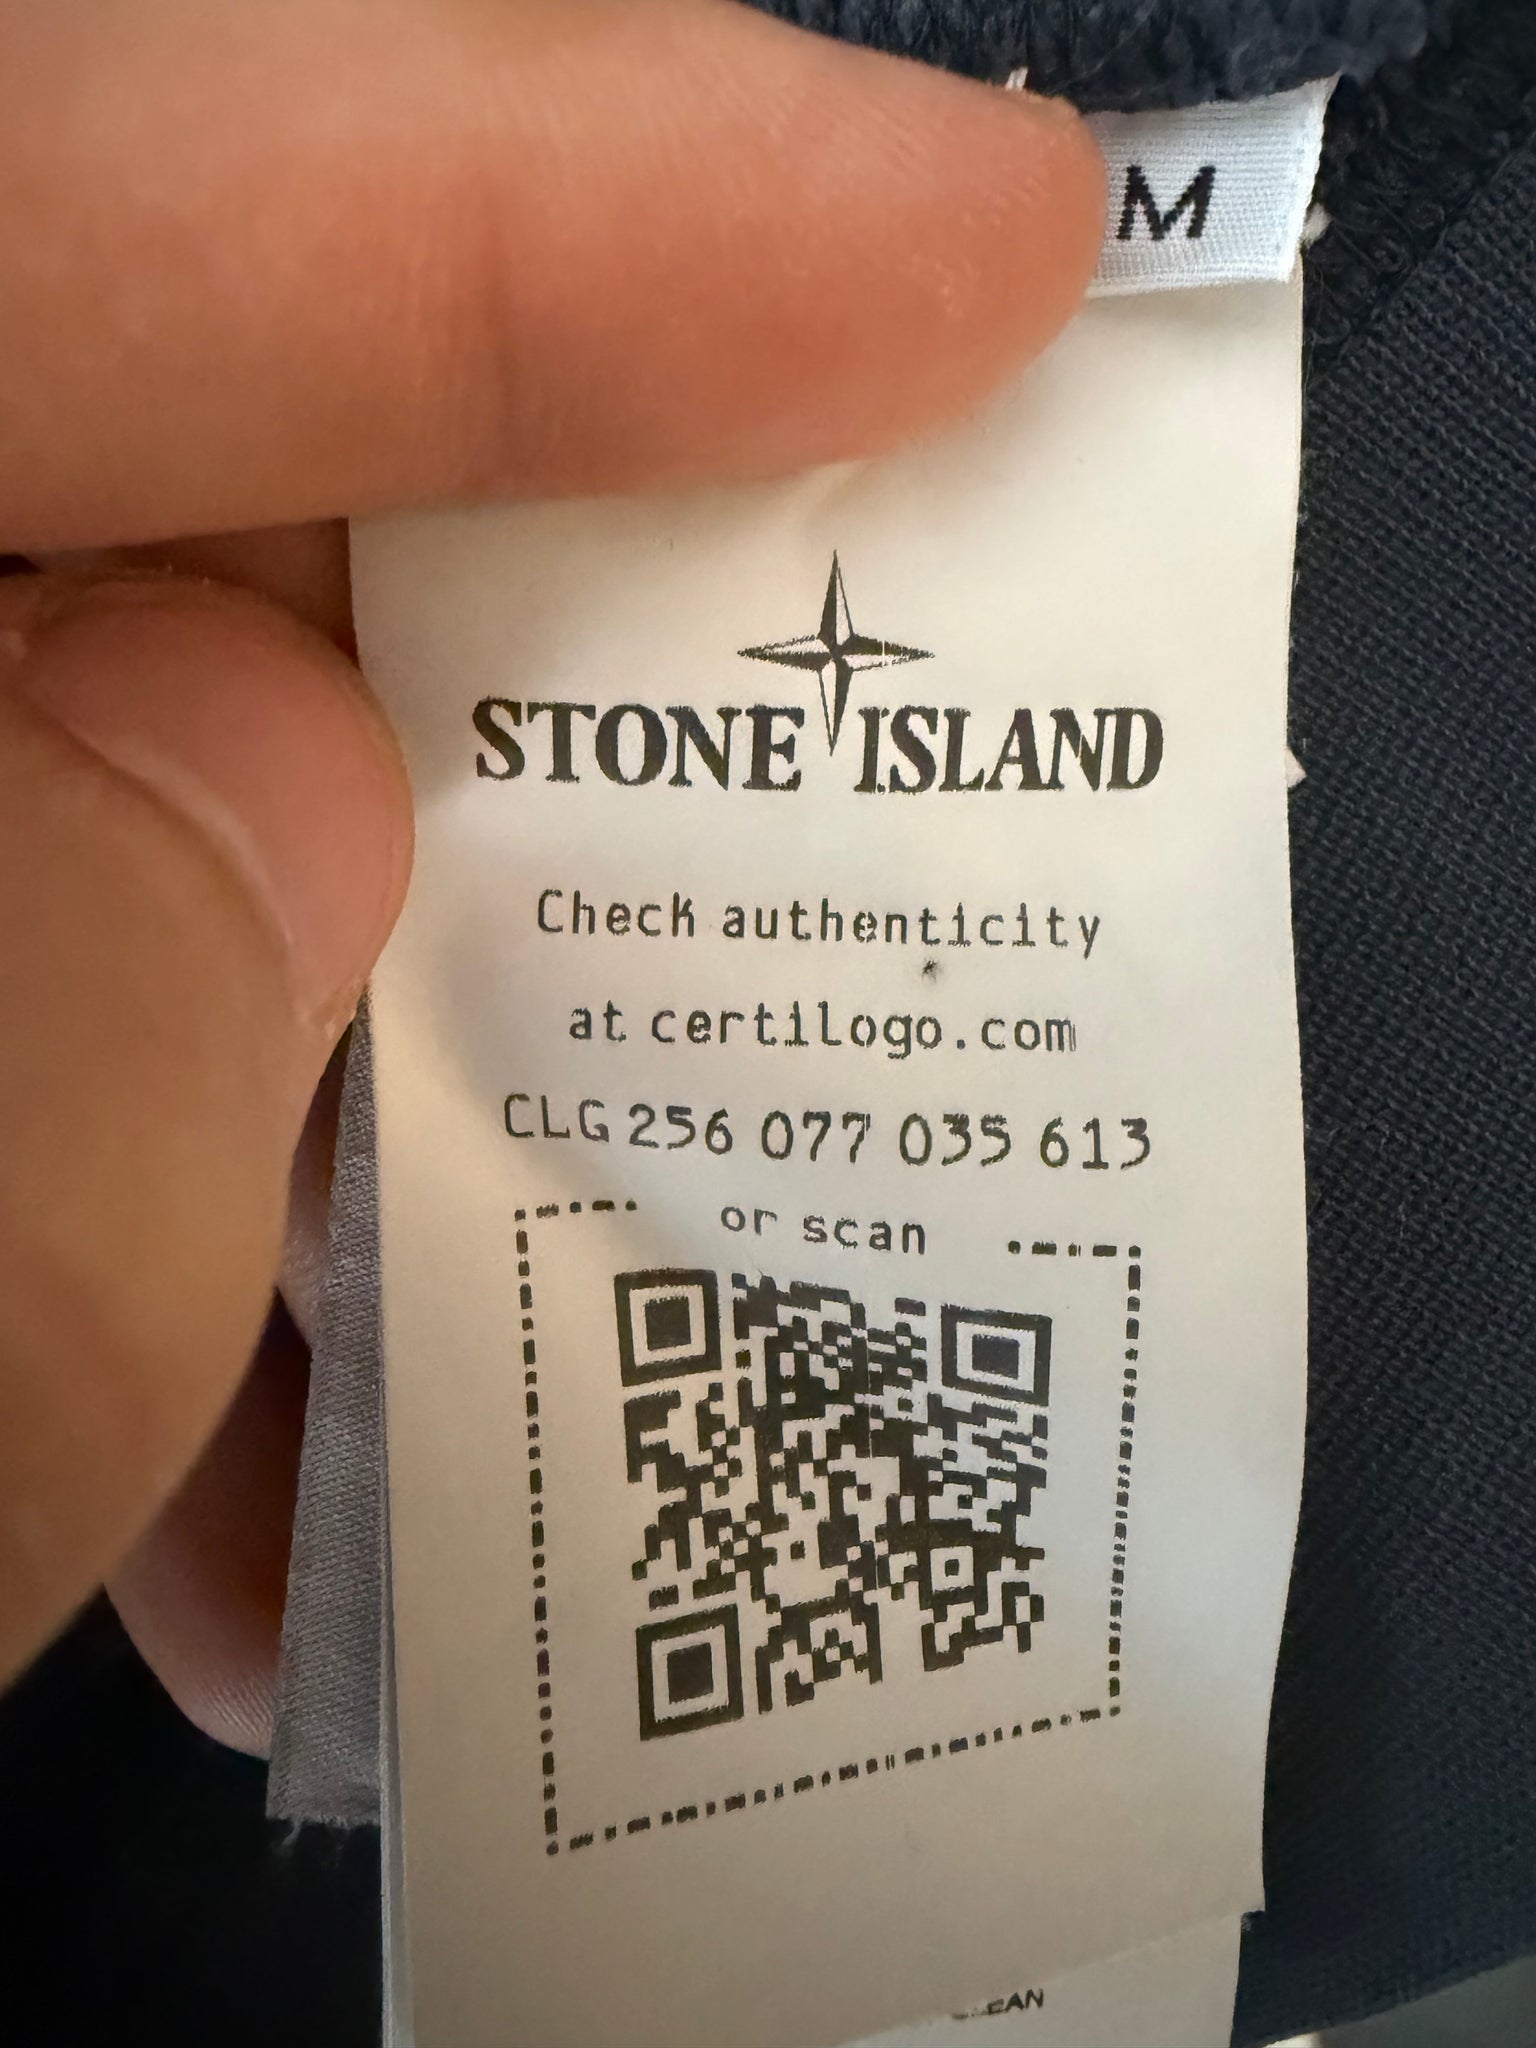 M
STONE ISLAND
Check authenticity
at certilogo.com
CLG 256 077 035 613
or scan